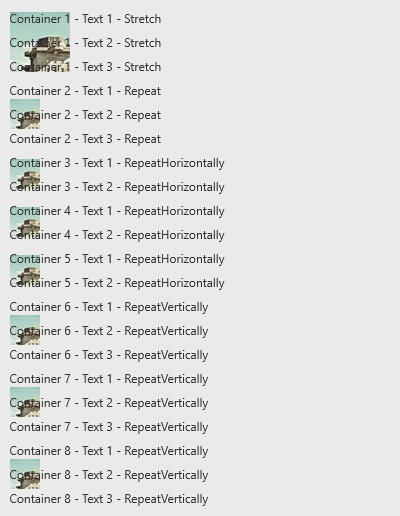 Container 1 - Text 1 - Stretch
Container 1 - Text 2 - Stretch
Container 1 - Text 3 - Stretch
Container 2 - Text 1 - Repeat
Container 2 - Text 2 - Repeat
Container 2 - Text 3 - Repeat
Container 3 - Text 1 - RepeatHorizontally
Container 3 - Text 2 - RepeatHorizontally
Container 4 - Text 1 - RepeatHorizontally
Container 4 - Text 2 - RepeatHorizontally
Container 5 - Text 1 - RepeatHorizontally
Container 5 - Text 2 - RepeatHorizontally
Container 6 - Text 1 - RepeatVertically
Container 6 - Text 2 - RepeatVertically
Container 6 - Text 3 - RepeatVertically
Container 7 - Text 1 - RepeatVertically
Container 7 - Text 2 - RepeatVertically
Container 7 - Text 3 - RepeatVertically
Container 8 - Text 1 - RepeatVertically
Container 8 - Text 2 - RepeatVertically
Container 8 - Text 3 - RepeatVertically